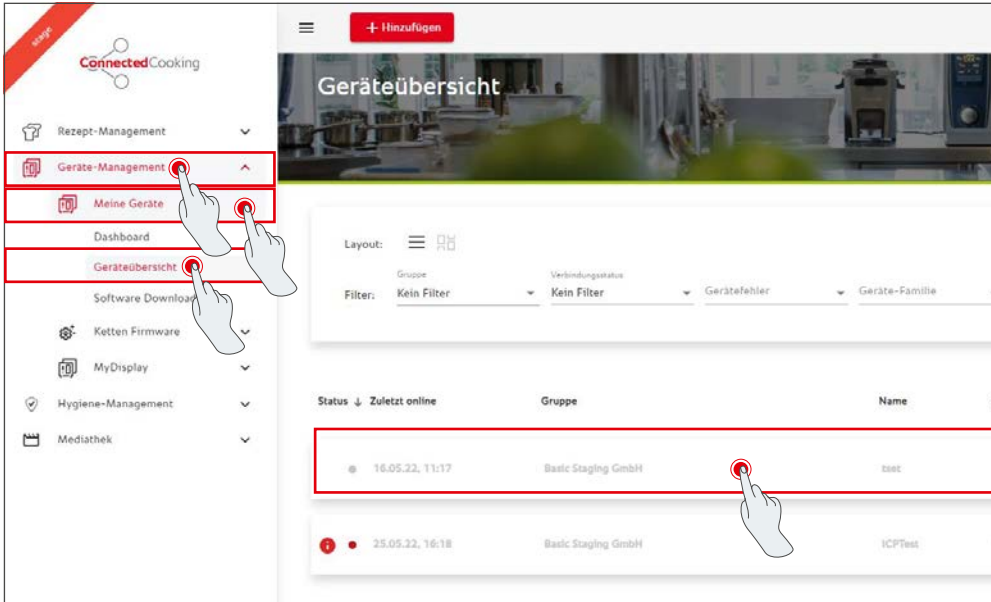 stage
+ Hinzufügen
ConnectedCooking
Geräteübersicht
Rezept-Management
Geräte-Management
Meine Geräte
Dashboard
Geräteübersicht
Software Download
Ketten Firmware
MyDisplay
Hygiene-Management
Mediathek
Layout:
Gruppe Verbindungsstatus
Filter: Kein Filter Kein Filter Gerätefehler Geräte-Familie
Status ↓ Zuletzt online Gruppe Name
16.05.22, 11:17 Basic Staging GmbH tset
25.05.22, 16:18 Basic Staging GmbH ICPTest